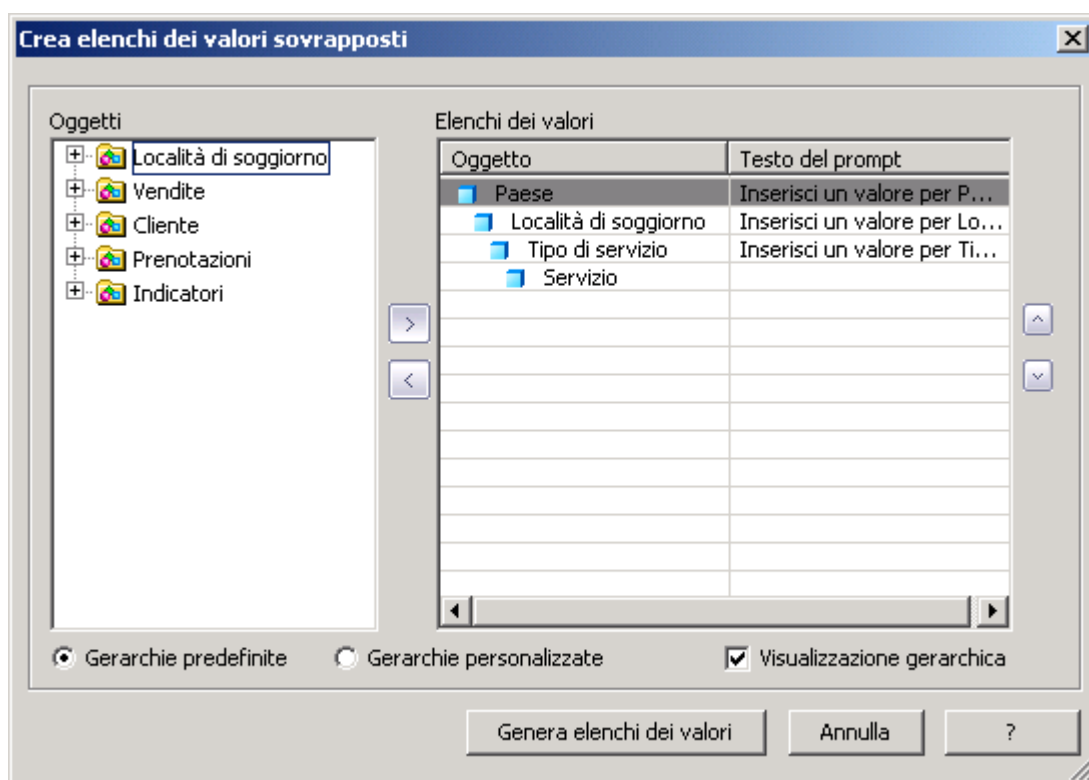 Crea elenchi dei valori sovrapposti
Oggetti
Località di soggiorno
Vendite
Cliente
Prenotazioni
Indicatori
>
<
Elenchi dei valori
Oggetto Testo del prompt
Paese Inserisci un valore per P...
Località di soggiorno Inserisci un valore per Lo...
Tipo di servizio Inserisci un valore per Ti...
Servizio
Gerarchie predefinite Gerarchie personalizzate Visualizzazione gerarchica
Genera elenchi dei valori Annulla ?